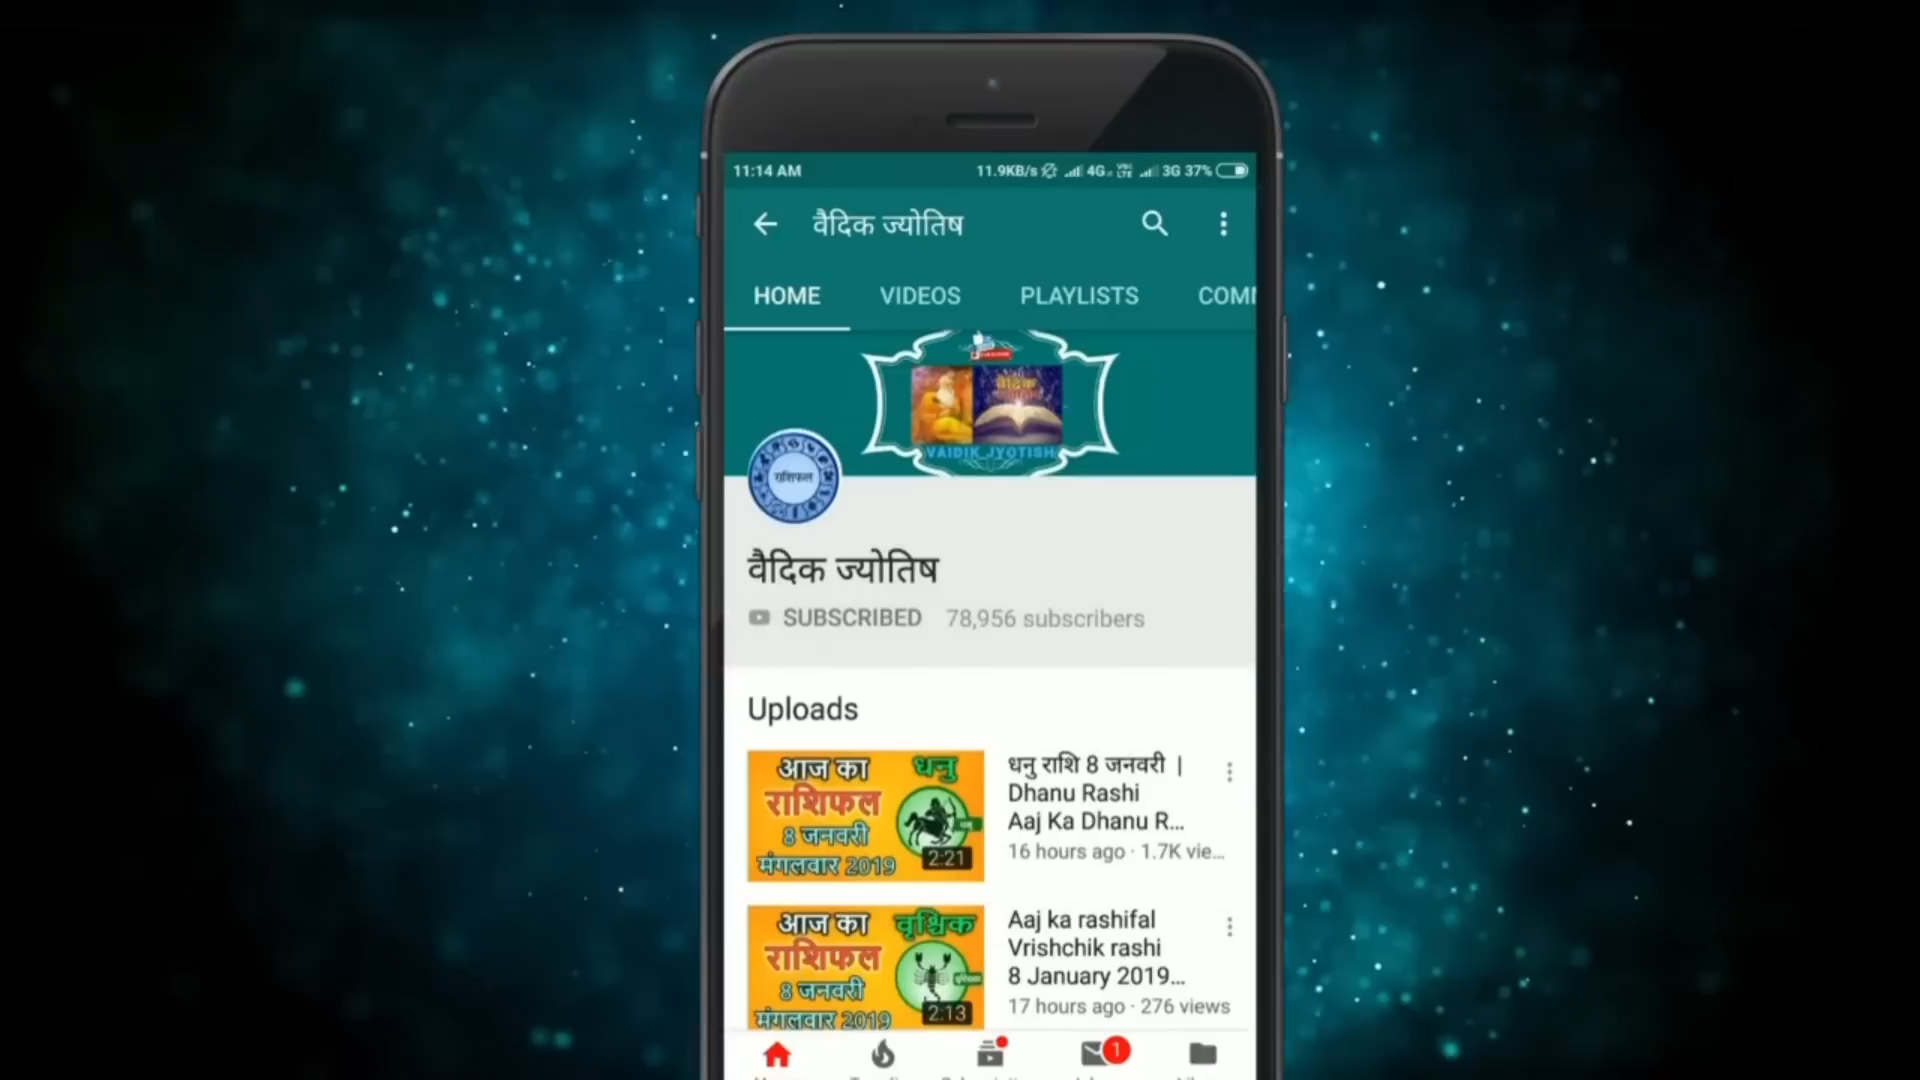 11:14 AM 11.9KB/s 4G VoLTE 3G 37%
वैदिक ज्योतिष
HOME VIDEOS PLAYLISTS COMM
वैदिक
VAIDIK JYOTISH
राशिफल
वैदिक ज्योतिष
SUBSCRIBED 78,956 subscribers
Uploads
आज का धनु
राशिफल
8 जनवरी
मंगलवार 2019
2:21
धनु राशि 8 जनवरी |
Dhanu Rashi
Aaj Ka Dhanu R...
16 hours ago · 1.7K vie...
आज का वृश्चिक
राशिफल
8 जनवरी
मंगलवार 2019
2:13
Aaj ka rashifal
Vrishchik rashi
8 January 2019...
17 hours ago · 276 views
1